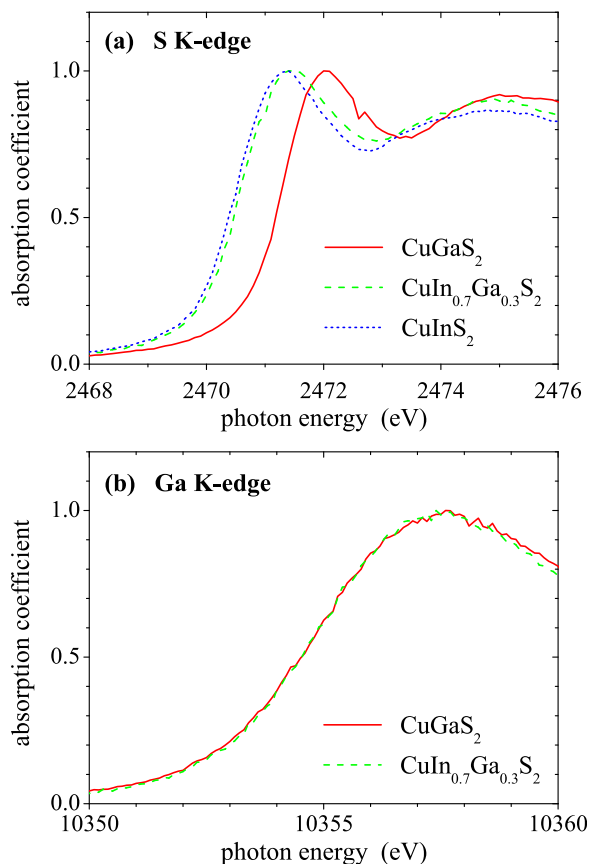 (a) S K-edge
1.0
0.5
0.0
absorption coefficient
CuGaS₂
CuIn₀.₇Ga₀.₃S₂
CuInS₂
2468 2470 2472 2474 2476
photon energy (eV)
(b) Ga K-edge
1.0
0.5
0.0
absorption coefficient
CuGaS₂
CuIn₀.₇Ga₀.₃S₂
10350 10355 10360
photon energy (eV)